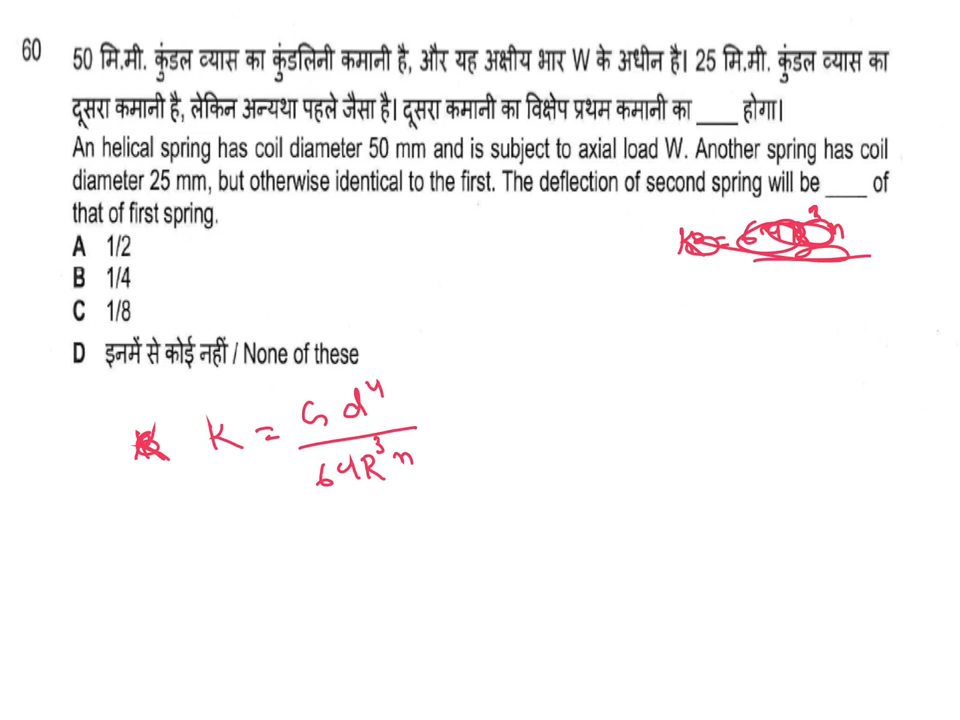 60 50 मि.मी. कुंडल व्यास का कुंडलिनी कमानी है, और यह अक्षीय भार W के अधीन है। 25 मि.मी. कुंडल व्यास का
दूसरा कमानी है, लेकिन अन्यथा पहले जैसा है। दूसरा कमानी का विक्षेप प्रथम कमानी का ____ होगा।
An helical spring has coil diameter 50 mm and is subject to axial load W. Another spring has coil
diameter 25 mm, but otherwise identical to the first. The deflection of second spring will be ____ of
that of first spring.
A 1/2
B 1/4
C 1/8
D इनमें से कोई नहीं / None of these
K = G d⁴
64R³n